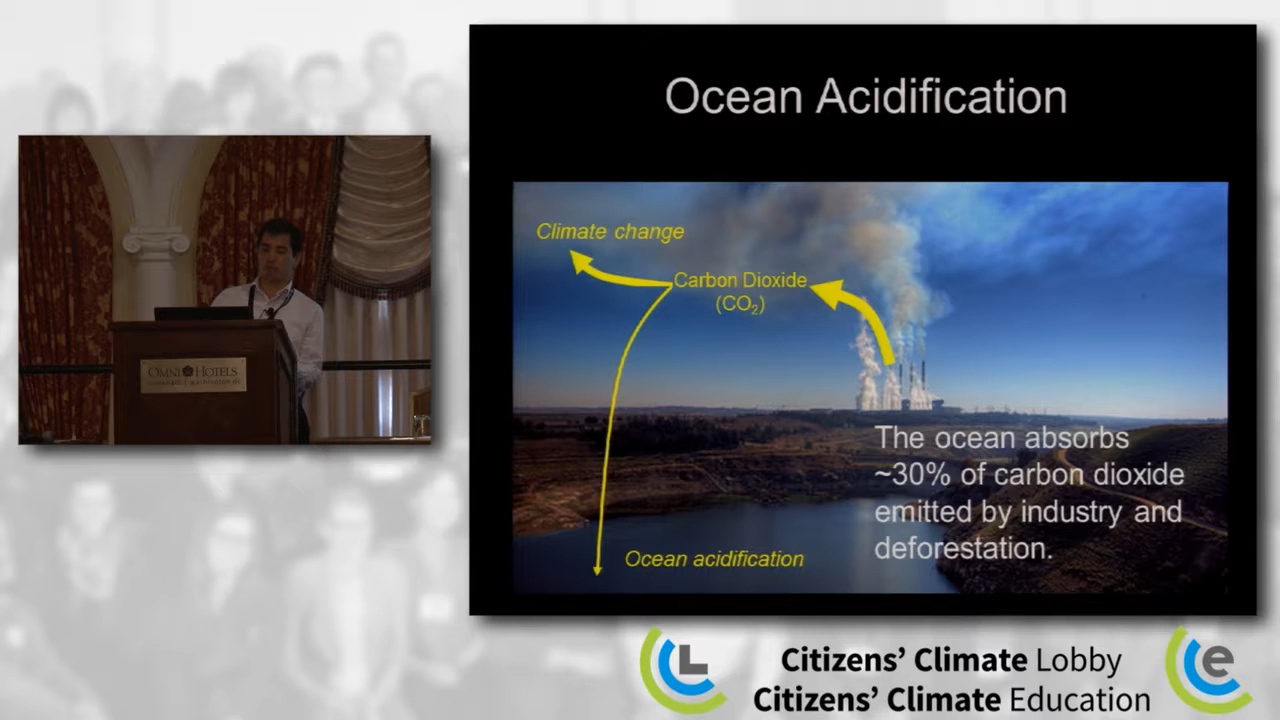 Ocean Acidification
Climate change
Carbon Dioxide
(CO₂)
The ocean absorbs
~30% of carbon dioxide
emitted by industry and
deforestation.
Ocean acidification
OMNI HOTELS
L
Citizens’ Climate Lobby
Citizens’ Climate Education
e